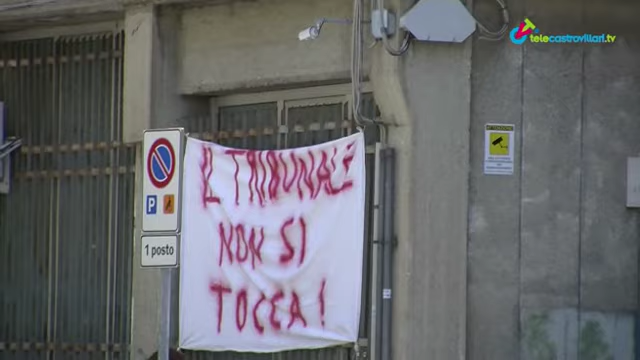 telecastrovillari.tv
IL TRIBUNALE
NON SI
TOCCA!
P
1 posto